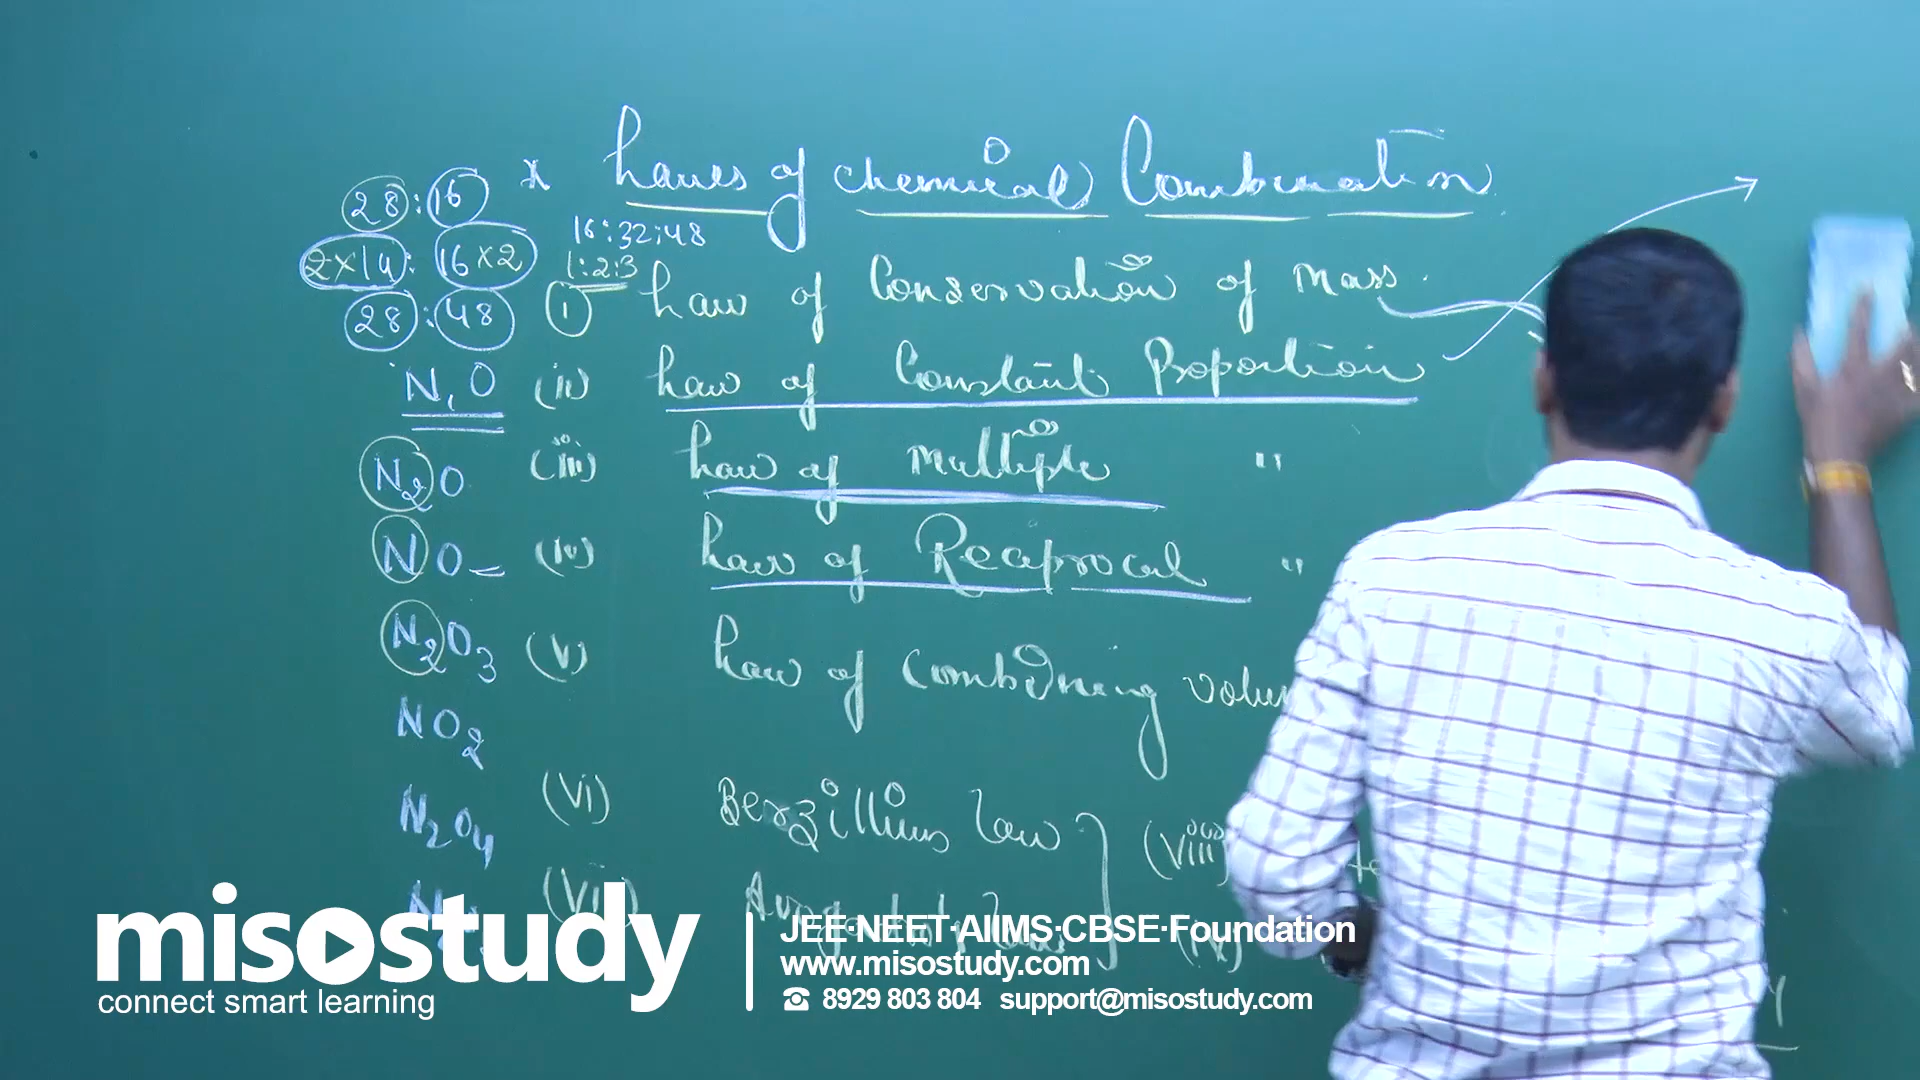 * Laws of chemical Combination
28:16
16:32:48
2×14:16×2
1:2:3
28:48
(i) Law of Conservation of Mass.
N, O
(ii) Law of Constant Proportion
N2O
(iii) Law of Multiple "
NO
(iv) Law of Reciprocal "
N2O3
(v) Law of Combining
NO2
(vi) Berzillius Law
(viii)
N2O4
(vii) Law
(ix)
misostudy
connect smart learning
JEE·NEET·AIIMS·CBSE·Foundation
www.misostudy.com
☎ 8929 803 804 support@misostudy.com